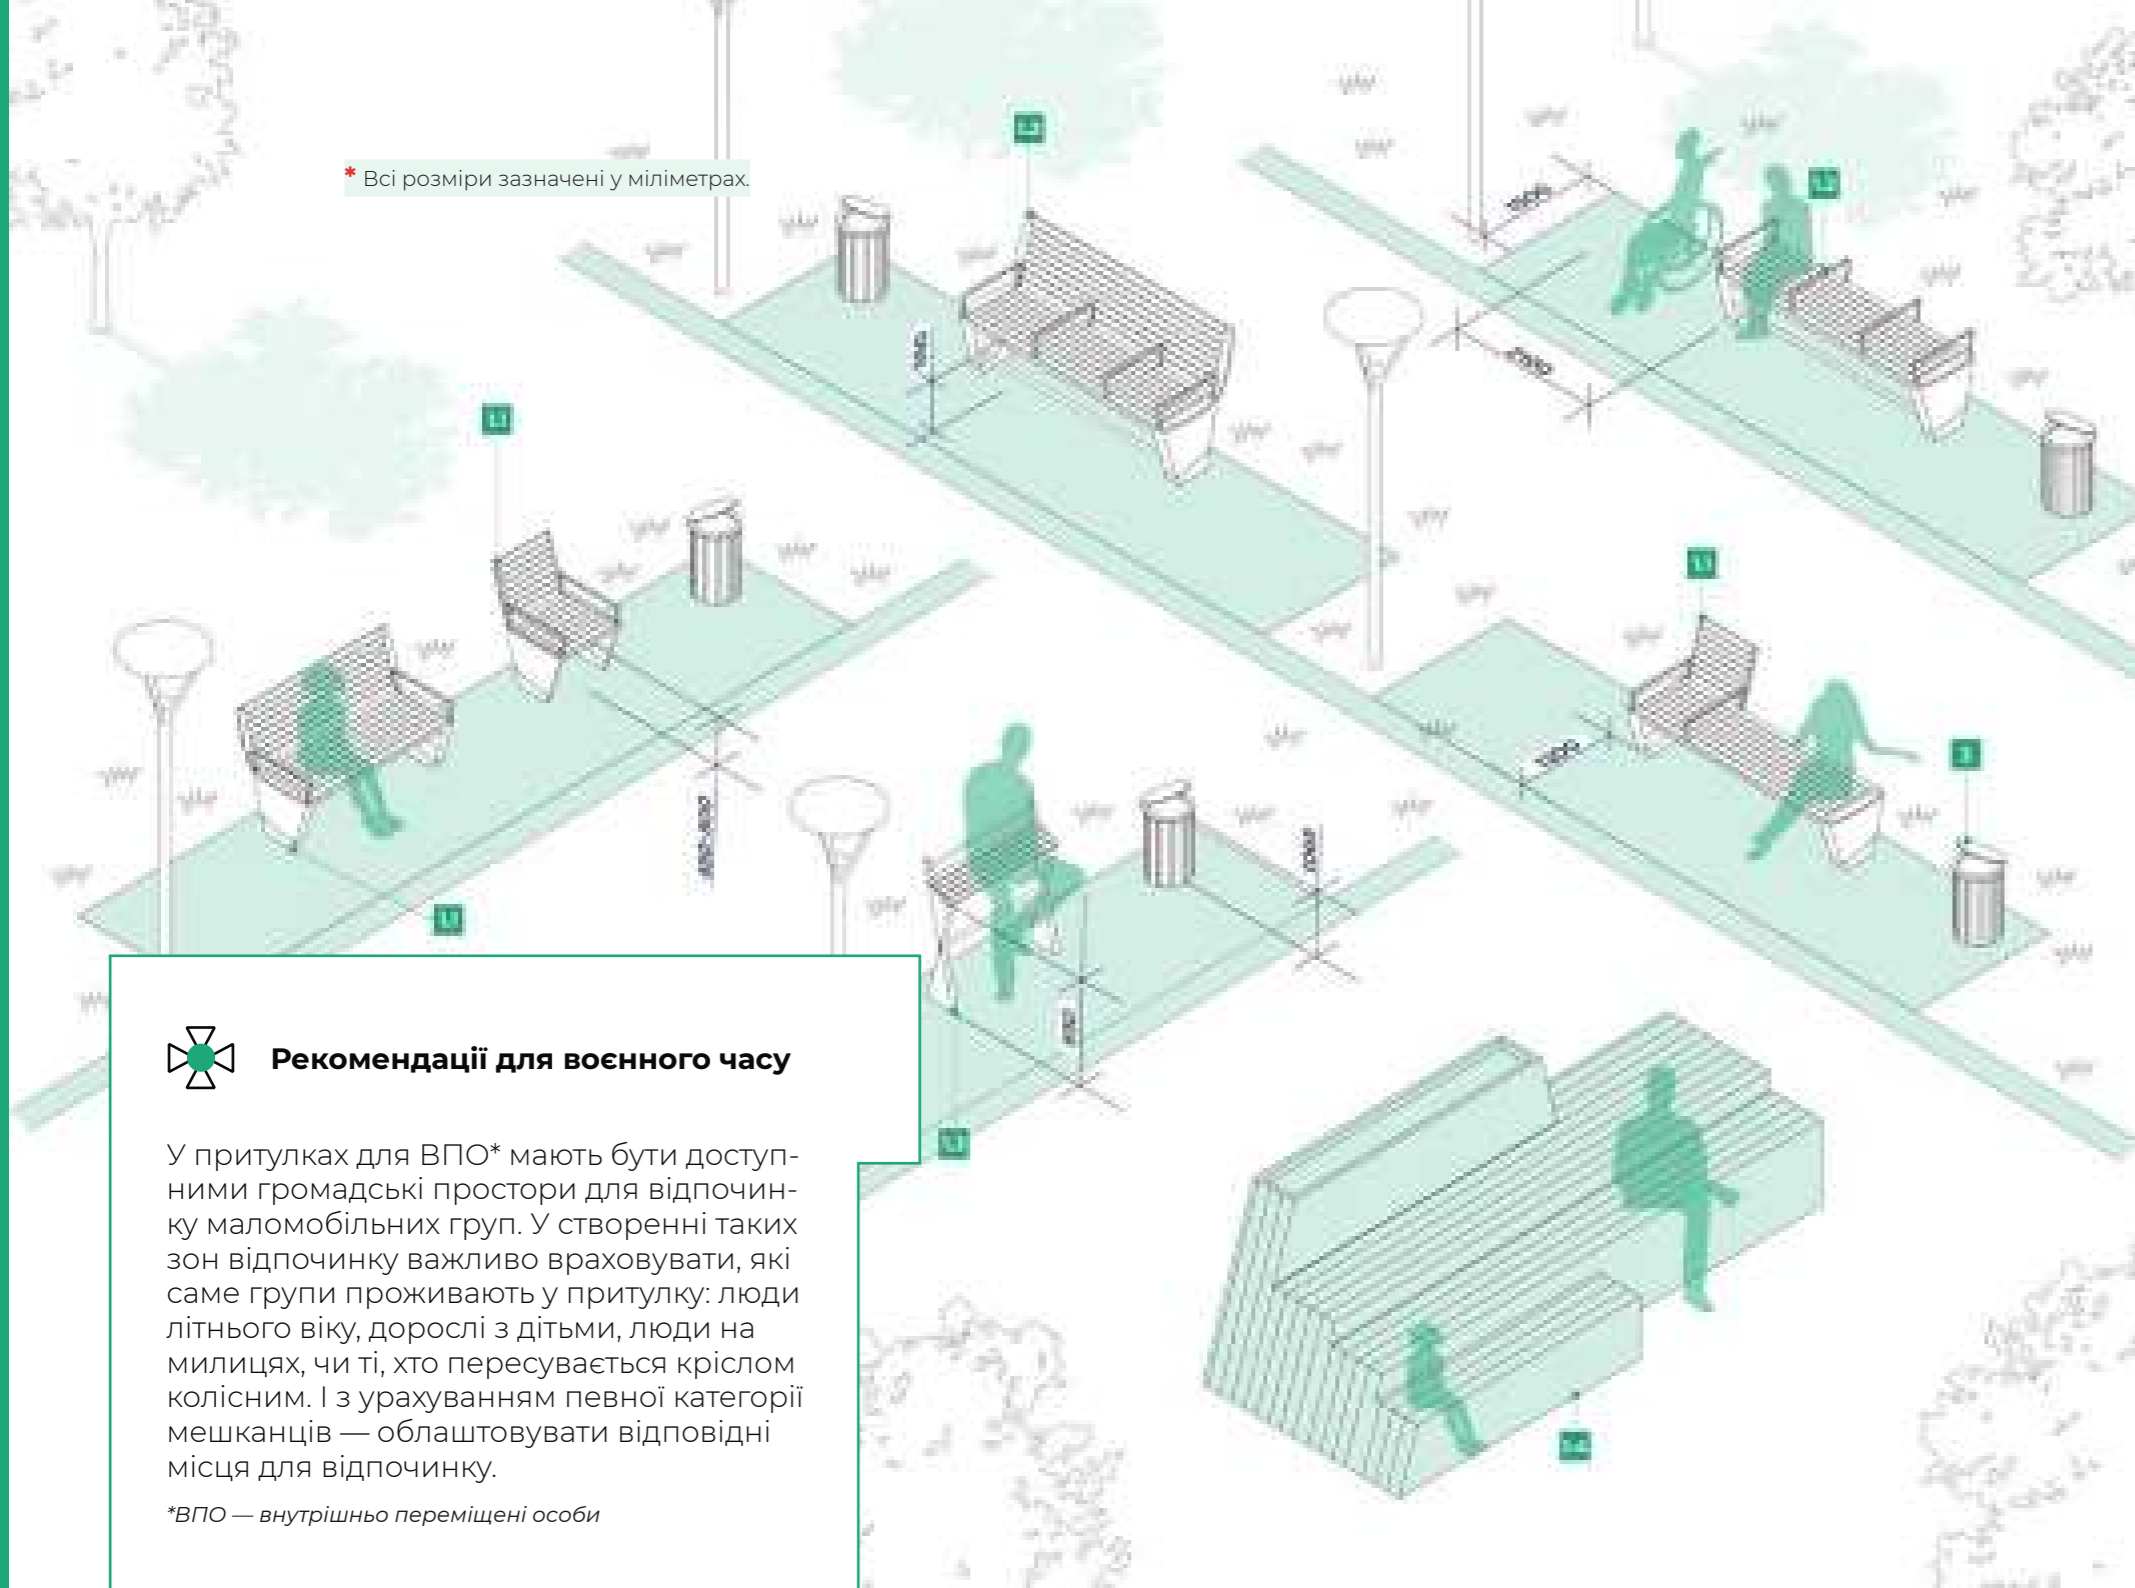 * Всі розміри зазначені у міліметрах.
Рекомендації для воєнного часу
У притулках для ВПО* мають бути доступ-
ними громадські простори для відпочин-
ку маломобільних груп. У створенні таких
зон відпочинку важливо враховувати, які
саме групи проживають у притулку: люди
літнього віку, дорослі з дітьми, люди на
милицях, чи ті, хто пересувається кріслом
колісним. І з урахуванням певної категорії
мешканців — облаштовувати відповідні
місця для відпочинку.
*ВПО — внутрішньо переміщені особи